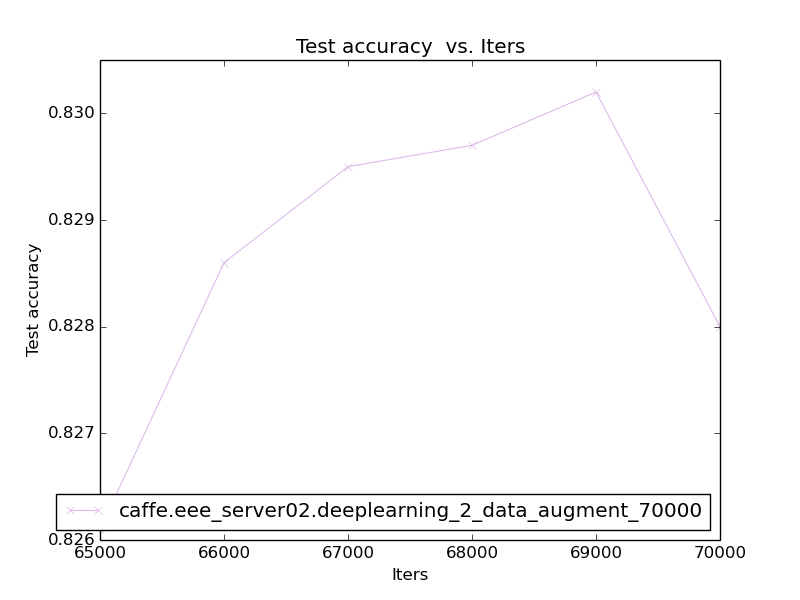 Test accuracy  vs. Iters
0.830
0.829
0.828
0.827
0.826
Test accuracy
caffe.eee_server02.deeplearning_2_data_augment_70000
65000 66000 67000 68000 69000 70000
Iters